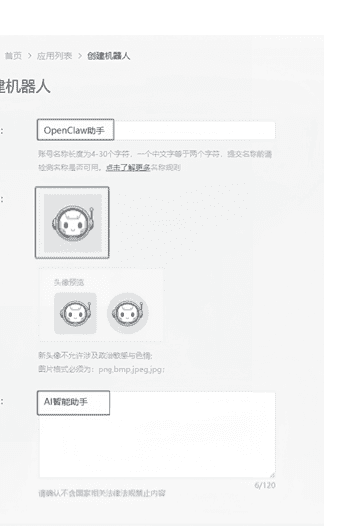 首页 > 应用列表 > 创建机器人
建机器人
:
OpenClaw助手
账号名称长度为4-30个字符，一个中文字等于两个字符，提交名称前请
检测名称是否可用。点击了解更多名称规则
:
头像预览
新头像不允许涉及政治敏感与色情;
图片格式必须为：png,bmp,jpeg,jpg;
:
AI智能助手
6/120
请确认不含国家相关法律法规禁止内容